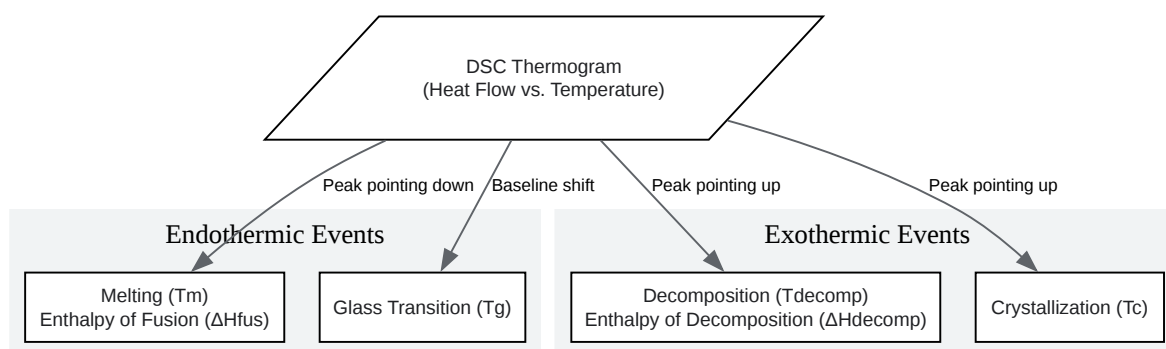 DSC Thermogram
(Heat Flow vs. Temperature)
Peak pointing down
Baseline shift
Peak pointing up
Peak pointing up
Endothermic Events
Exothermic Events
Melting (Tm)
Enthalpy of Fusion (ΔHfus)
Glass Transition (Tg)
Decomposition (Tdecomp)
Enthalpy of Decomposition (ΔHdecomp)
Crystallization (Tc)